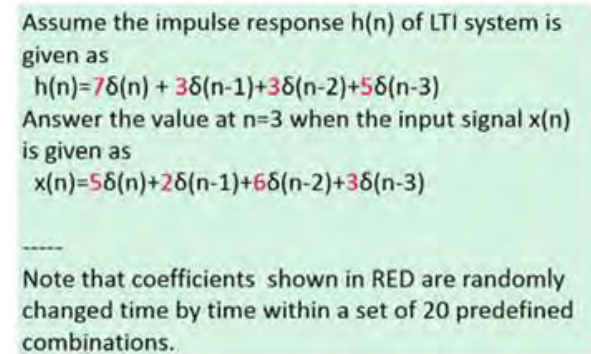 Assume the impulse response h(n) of LTI system is
given as
h(n)=7δ(n) + 3δ(n-1)+3δ(n-2)+5δ(n-3)
Answer the value at n=3 when the input signal x(n)
is given as
x(n)=5δ(n)+2δ(n-1)+6δ(n-2)+3δ(n-3)
-----
Note that coefficients shown in RED are randomly
changed time by time within a set of 20 predefined
combinations.